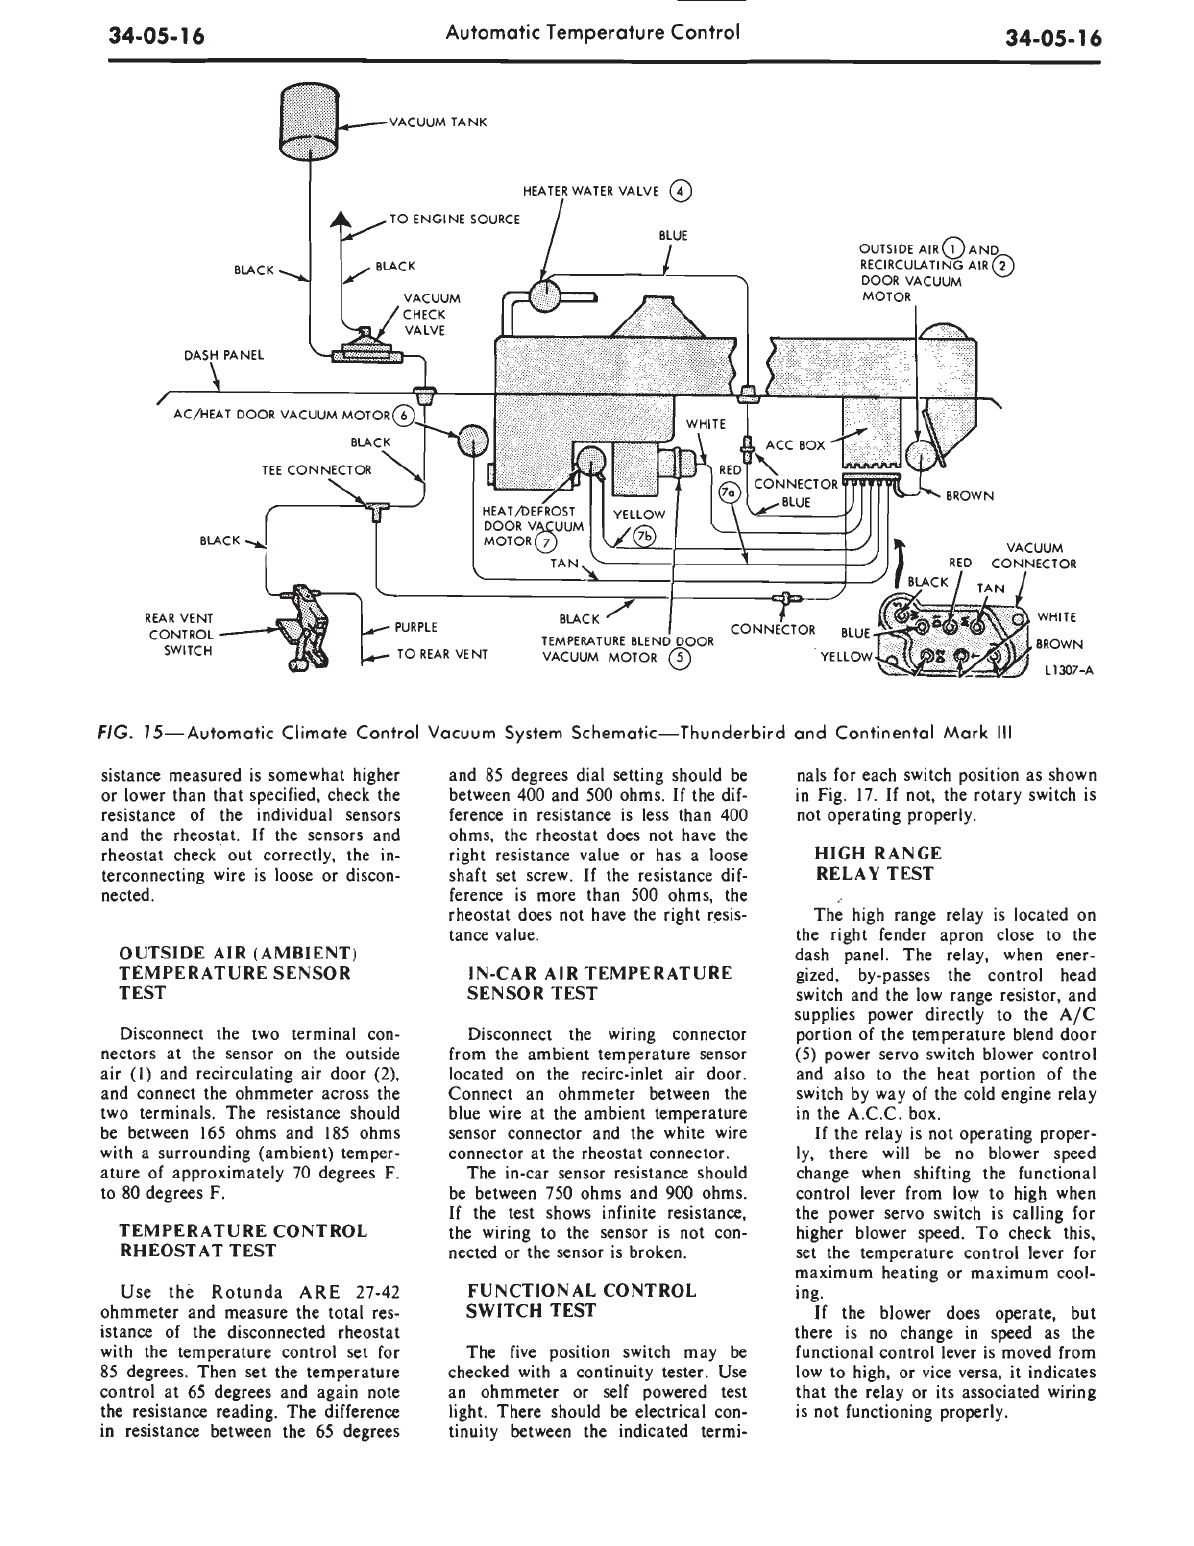 34-05-16
Automatic Temperature Control
34-05-16
VACUUM TANK
HEATER WATER VALVE 4
TO ENGINE SOURCE
BLUE
OUTSIDE AIR 1 AND
RECIRCULATING AIR 2
DOOR VACUUM
MOTOR
BLACK
BLACK
VACUUM
CHECK
VALVE
DASH PANEL
AC/HEAT DOOR VACUUM MOTOR 6
WHITE
BLACK
ACC BOX
TEE CONNECTOR
RED
7a
CONNECTOR
BLUE
BROWN
HEAT/DEFROST
DOOR VACUUM
MOTOR 7
YELLOW
7b
BLACK
TAN
VACUUM
CONNECTOR
RED
BLACK
TAN
REAR VENT
CONTROL
SWITCH
PURPLE
TO REAR VENT
BLACK
CONNECTOR
TEMPERATURE BLEND DOOR
VACUUM MOTOR 5
BLUE
WHITE
YELLOW
BROWN
L1307-A
FIG. 15—Automatic Climate Control Vacuum System Schematic—Thunderbird and Continental Mark III
sistance measured is somewhat higher
or lower than that specified, check the
resistance of the individual sensors
and the rheostat. If the sensors and
rheostat check out correctly, the in-
terconnecting wire is loose or discon-
nected.
OUTSIDE AIR (AMBIENT)
TEMPERATURE SENSOR
TEST
Disconnect the two terminal con-
nectors at the sensor on the outside
air (1) and recirculating air door (2),
and connect the ohmmeter across the
two terminals. The resistance should
be between 165 ohms and 185 ohms
with a surrounding (ambient) temper-
ature of approximately 70 degrees F.
to 80 degrees F.
TEMPERATURE CONTROL
RHEOSTAT TEST
Use the Rotunda ARE 27-42
ohmmeter and measure the total res-
istance of the disconnected rheostat
with the temperature control set for
85 degrees. Then set the temperature
control at 65 degrees and again note
the resistance reading. The difference
in resistance between the 65 degrees
and 85 degrees dial setting should be
between 400 and 500 ohms. If the dif-
ference in resistance is less than 400
ohms, the rheostat does not have the
right resistance value or has a loose
shaft set screw. If the resistance dif-
ference is more than 500 ohms, the
rheostat does not have the right resis-
tance value.
IN-CAR AIR TEMPERATURE
SENSOR TEST
Disconnect the wiring connector
from the ambient temperature sensor
located on the recirc-inlet air door.
Connect an ohmmeter between the
blue wire at the ambient temperature
sensor connector and the white wire
connector at the rheostat connector.
The in-car sensor resistance should
be between 750 ohms and 900 ohms.
If the test shows infinite resistance,
the wiring to the sensor is not con-
nected or the sensor is broken.
FUNCTIONAL CONTROL
SWITCH TEST
The five position switch may be
checked with a continuity tester. Use
an ohmmeter or self powered test
light. There should be electrical con-
tinuity between the indicated termi-
nals for each switch position as shown
in Fig. 17. If not, the rotary switch is
not operating properly.
HIGH RANGE
RELAY TEST
The high range relay is located on
the right fender apron close to the
dash panel. The relay, when ener-
gized, by-passes the control head
switch and the low range resistor, and
supplies power directly to the A/C
portion of the temperature blend door
(5) power servo switch blower control
and also to the heat portion of the
switch by way of the cold engine relay
in the A.C.C. box.
If the relay is not operating proper-
ly, there will be no blower speed
change when shifting the functional
control lever from low to high when
the power servo switch is calling for
higher blower speed. To check this,
set the temperature control lever for
maximum heating or maximum cool-
ing.
If the blower does operate, but
there is no change in speed as the
functional control lever is moved from
low to high, or vice versa, it indicates
that the relay or its associated wiring
is not functioning properly.